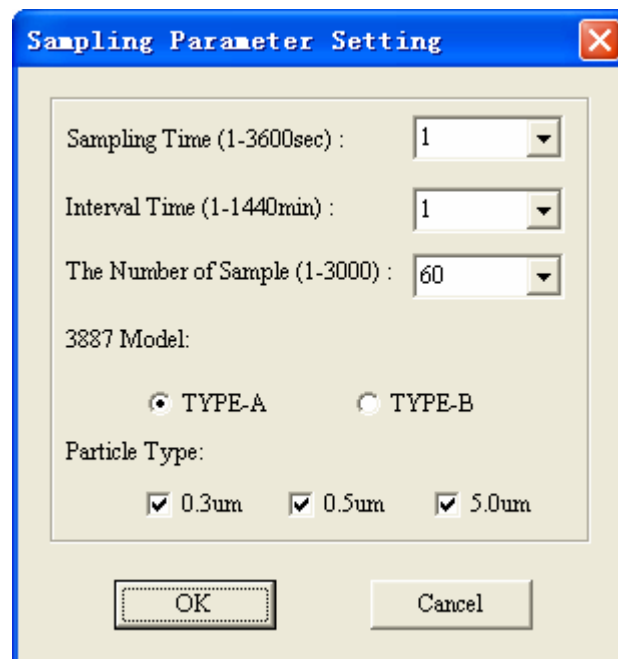 Sampling Parameter Setting
Sampling Time (1-3600sec) : 1
Interval Time (1-1440min) : 1
The Number of Sample (1-3000) : 60
3887 Model:
TYPE-A TYPE-B
Particle Type:
0.3um 0.5um 5.0um
OK Cancel